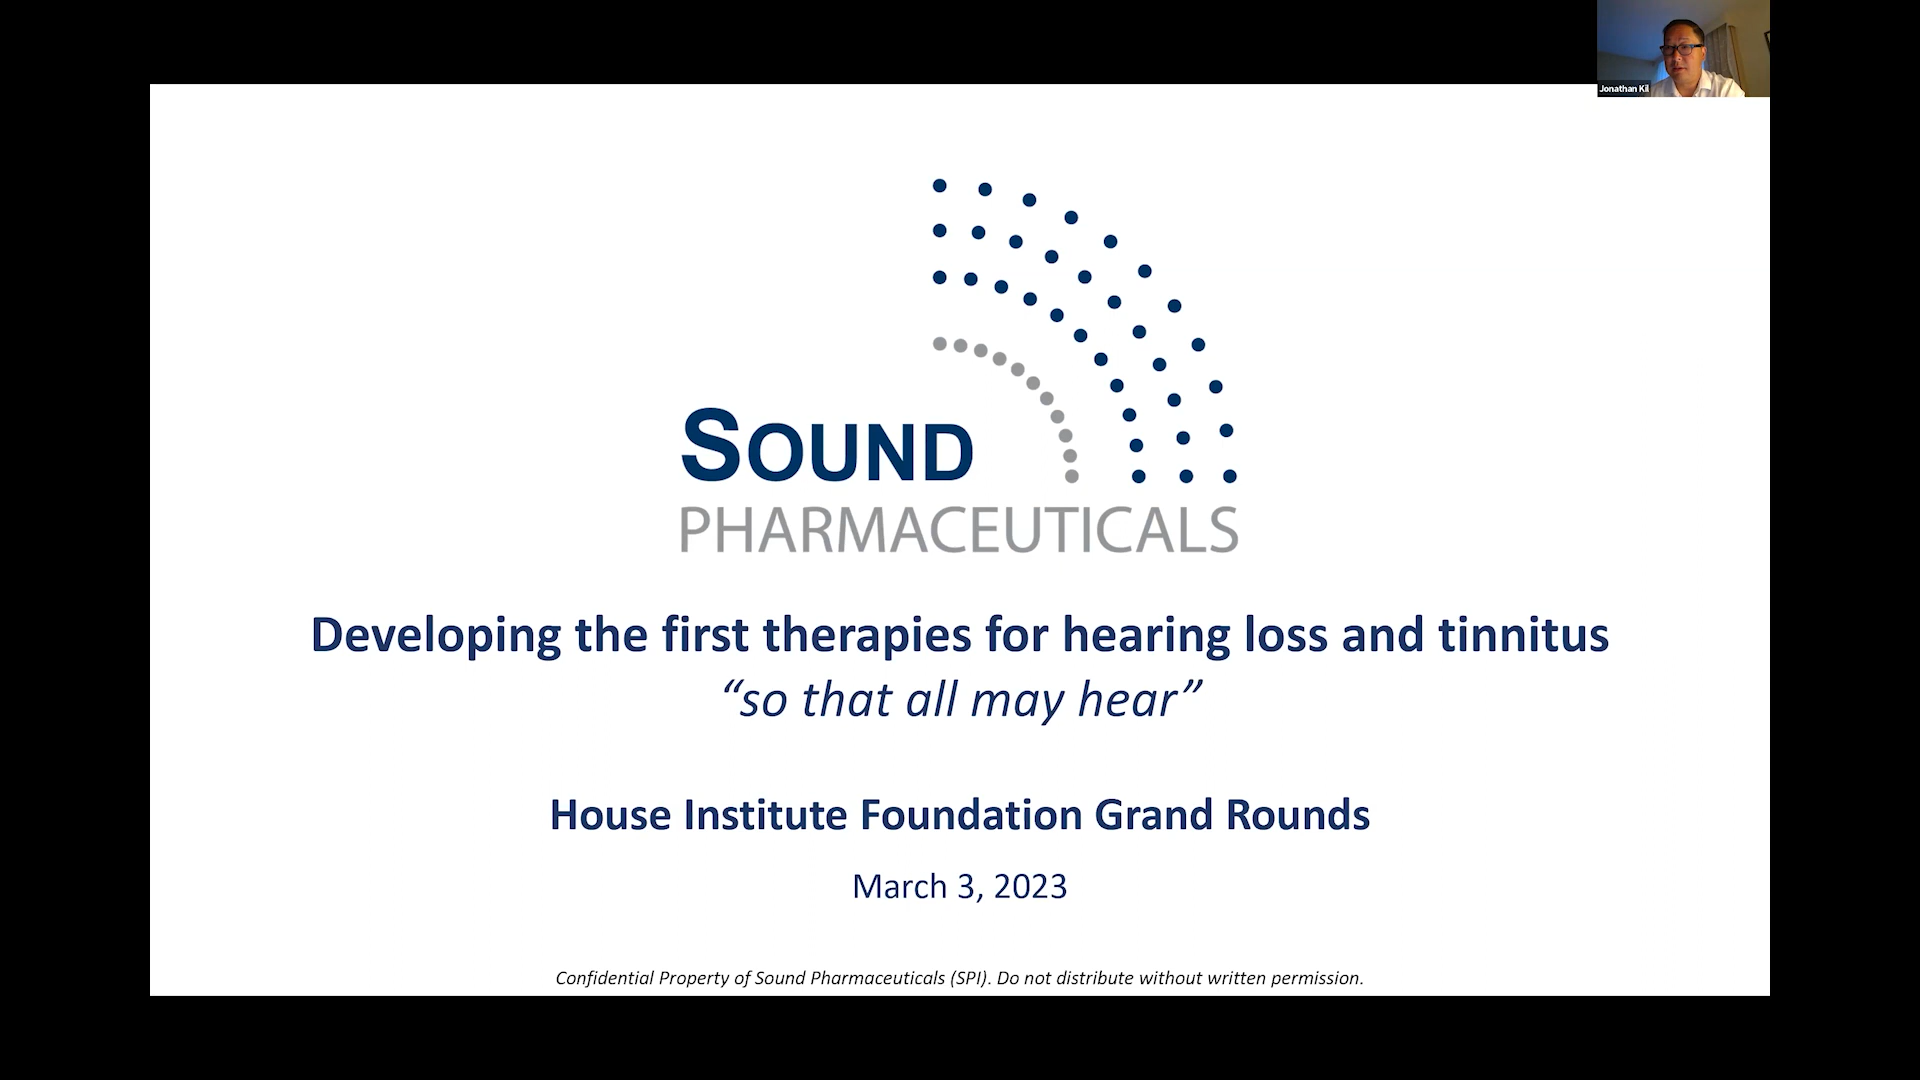 Jonathan Kil
SOUND
PHARMACEUTICALS
Developing the first therapies for hearing loss and tinnitus
“so that all may hear”
House Institute Foundation Grand Rounds
March 3, 2023
Confidential Property of Sound Pharmaceuticals (SPI). Do not distribute without written permission.